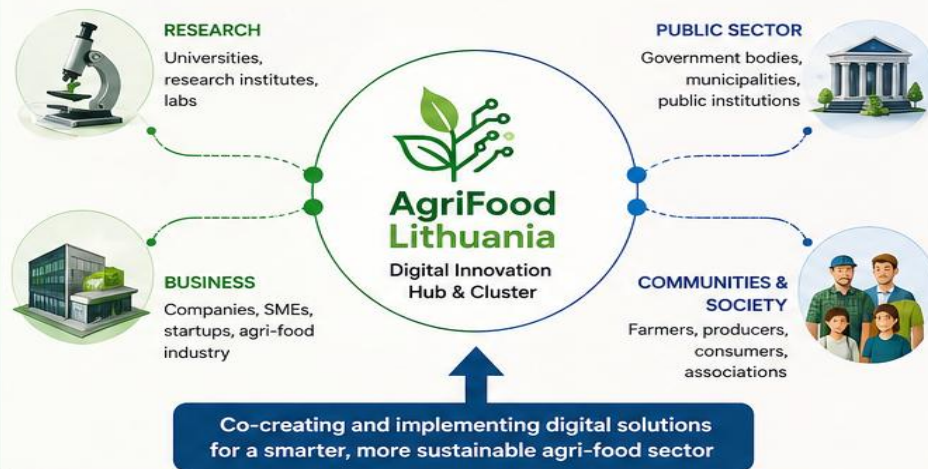 RESEARCH
Universities,
research institutes,
labs
PUBLIC SECTOR
Government bodies,
municipalities,
public institutions
AgriFood
Lithuania
Digital Innovation
Hub & Cluster
BUSINESS
Companies, SMEs,
startups, agri-food
industry
COMMUNITIES &
SOCIETY
Farmers, producers,
consumers,
associations
Co-creating and implementing digital solutions
for a smarter, more sustainable agri-food sector